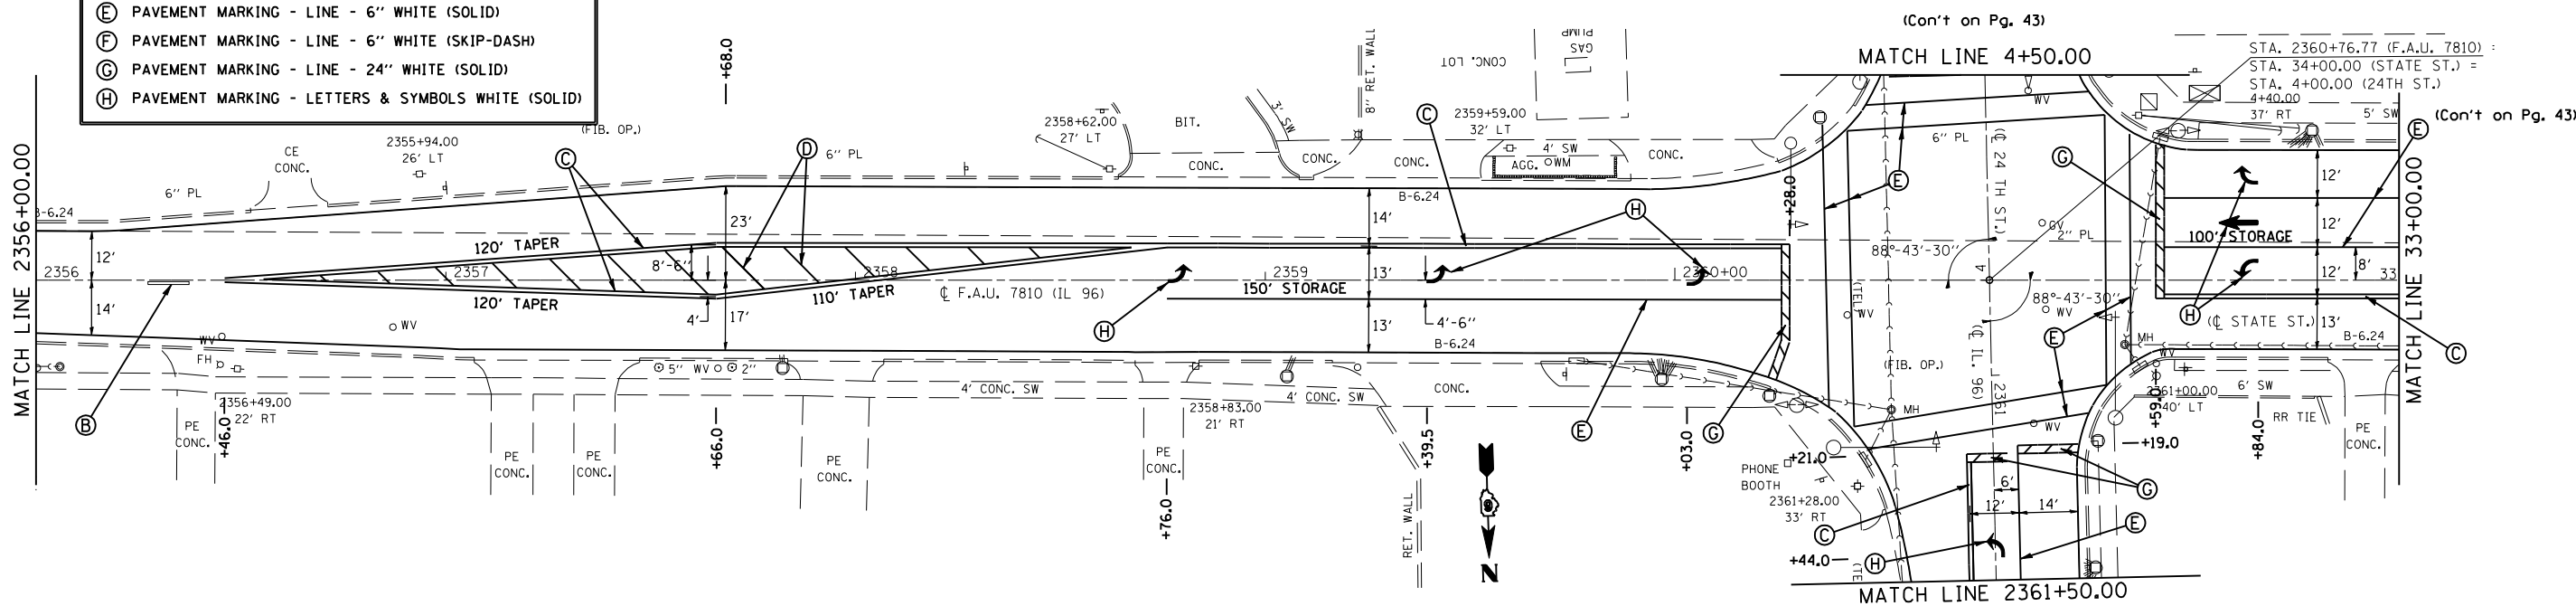 Ⓔ PAVEMENT MARKING - LINE - 6'' WHITE (SOLID)
Ⓕ PAVEMENT MARKING - LINE - 6'' WHITE (SKIP-DASH)
Ⓖ PAVEMENT MARKING - LINE - 24'' WHITE (SOLID)
Ⓗ PAVEMENT MARKING - LETTERS & SYMBOLS WHITE (SOLID)
(FIB. OP.)
+68.0
(Con't on Pg. 43)
MATCH LINE 4+50.00
STA. 2360+76.77 (F.A.U. 7810) =
STA. 34+00.00 (STATE ST.) =
STA. 4+00.00 (24TH ST.)
4+40.00
37' RT
5' SW
(Con't on Pg. 43)
Ⓔ
MATCH LINE 2356+00.00
CE
CONC.
2355+94.00
26' LT
6'' PL
B-6.24
Ⓒ
Ⓓ
6'' PL
2358+62.00
27' LT
BIT.
CONC.
3' SW
CONC.
8'' RET. WALL
CONC. LOT
GAS
PUMP
CONC.
Ⓒ
2359+59.00
32' LT
4' SW
AGG.
WM
CONC.
B-6.24
+28.0
WV
6'' PL
Ⓔ
℄ 24 TH ST.)
GV
2'' PL
Ⓖ
12'
12'
100' STORAGE
12'
8'
33
MATCH LINE 33+00.00
12'
2356
14'
120' TAPER
120' TAPER
2357
8'-6''
23'
4'
17'
2358
110' TAPER
℄ F.A.U. 7810 (IL 96)
Ⓗ
14'
13'
13'
2359
150' STORAGE
4'-6''
B-6.24
Ⓗ
2360+00
88°-43'-30''
4
88°-43'-30''
WV
(TEL)
WV
Ⓔ
Ⓗ
(℄ STATE ST.)
13'
B-6.24
Ⓒ
MH
WV
WV
WV
FH
Ⓑ
PE
CONC.
+46.0
2356+49.00
22' RT
PE
CONC.
PE
CONC.
5'' WV
2''
+66.0
PE
CONC.
4' CONC. SW
PE
CONC.
+76.0
2358+83.00
21' RT
4' CONC. SW
RET. WALL
CONC.
+39.5
N
Ⓔ
+03.0
Ⓖ
PHONE
BOOTH
+21.0
2361+28.00
33' RT
MH
(FIB. OP.)
(℄ IL. 96)
2361
WV
2361+00.00
40' LT
+59.0
+19.0
6' SW
+84.0
RR TIE
PE
CONC.
6'
12'
14'
Ⓖ
Ⓔ
Ⓒ
+44.0
Ⓗ
(TE
MATCH LINE 2361+50.00